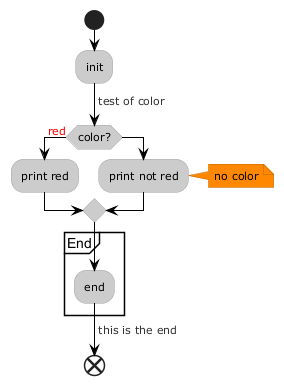 init
test of color
red
color?
print red
print not red
no color
End
end
this is the end